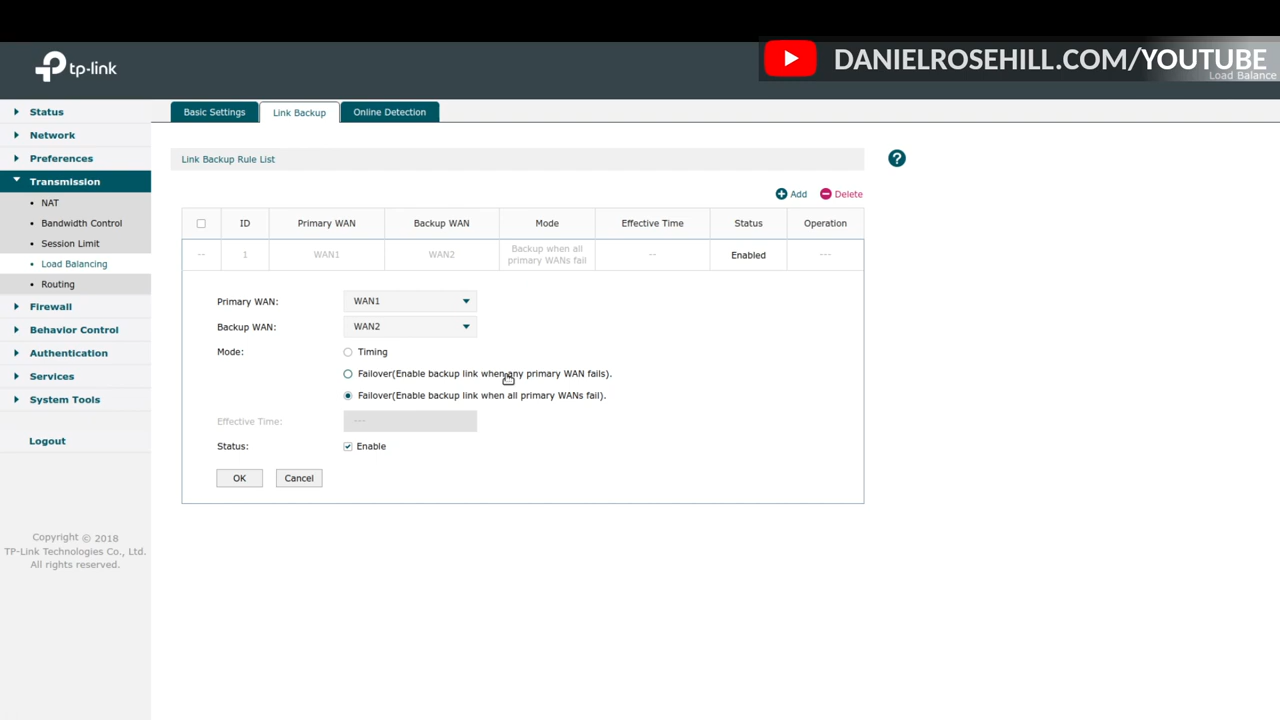 DANIELROSEHILL.COM/YOUTUBE
tp-link
Load Balance
Status
Network
Preferences
Transmission
NAT
Bandwidth Control
Session Limit
Load Balancing
Routing
Firewall
Behavior Control
Authentication
Services
System Tools
Logout
Copyright © 2018
TP-Link Technologies Co., Ltd.
All rights reserved.
Basic Settings Link Backup Online Detection
Link Backup Rule List
?
Add Delete
ID Primary WAN Backup WAN Mode Effective Time Status Operation
-- 1 WAN1 WAN2 Backup when all primary WANs fail -- Enabled ---
Primary WAN: WAN1
Backup WAN: WAN2
Mode: Timing
Failover(Enable backup link when any primary WAN fails).
Failover(Enable backup link when all primary WANs fail).
Effective Time: ---
Status: Enable
OK Cancel